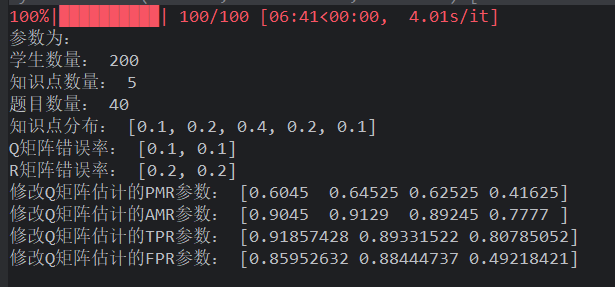 100%|██████████| 100/100 [06:41<00:00,  4.01s/it]
参数为:
学生数量： 200
知识点数量： 5
题目数量： 40
知识点分布： [0.1, 0.2, 0.4, 0.2, 0.1]
Q矩阵错误率： [0.1, 0.1]
R矩阵错误率： [0.2, 0.2]
修改Q矩阵估计的PMR参数： [0.6045  0.64525 0.62525 0.41625]
修改Q矩阵估计的AMR参数： [0.9045  0.9129  0.89245 0.7777 ]
修改Q矩阵估计的TPR参数： [0.91857428 0.89331522 0.80785052]
修改Q矩阵估计的FPR参数： [0.85952632 0.88444737 0.49218421]